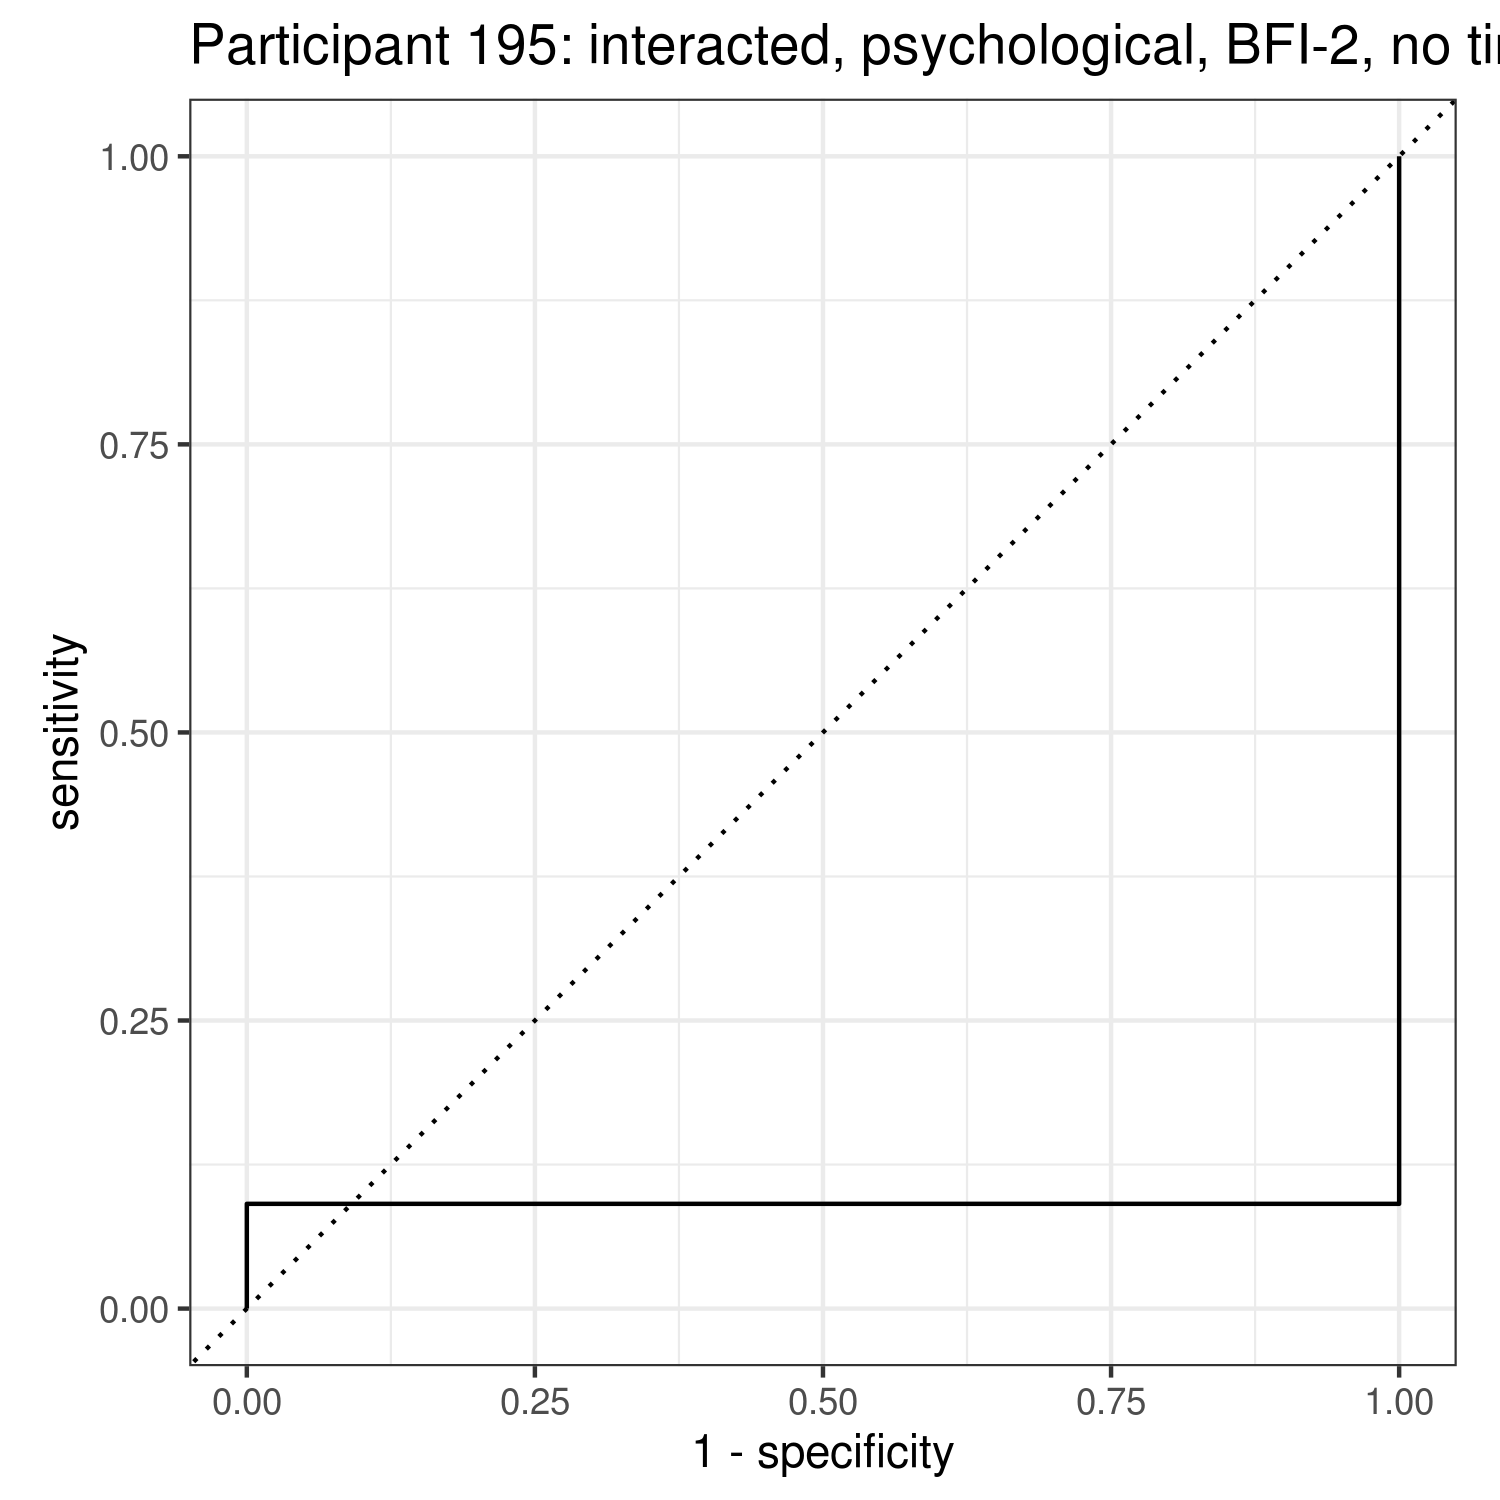 Participant 195: interacted, psychological, BFI-2, no
1.00
0.75
0.50
0.25
0.00
sensitivity
0.00 0.25 0.50 0.75 1.00
1 - specificity